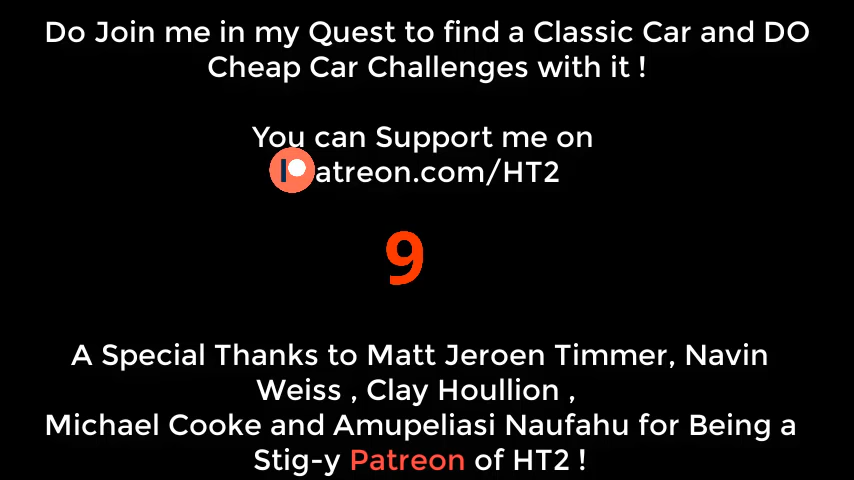 Do Join me in my Quest to find a Classic Car and DO
Cheap Car Challenges with it !
You can Support me on
Patreon.com/HT2
9
A Special Thanks to Matt Jeroen Timmer, Navin
Weiss , Clay Houllion ,
Michael Cooke and Amupeliasi Naufahu for Being a
Stig-y Patreon of HT2 !